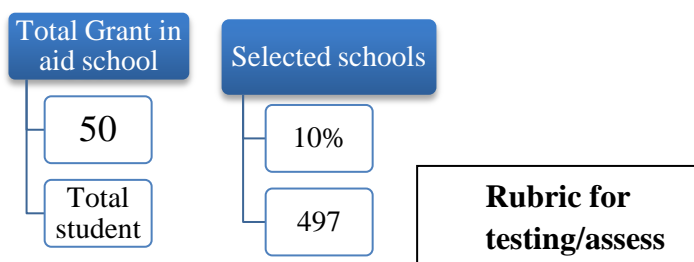 Total Grant in
aid school
50
Total
student
Selected schools
10%
497
Rubric for
testing/assess